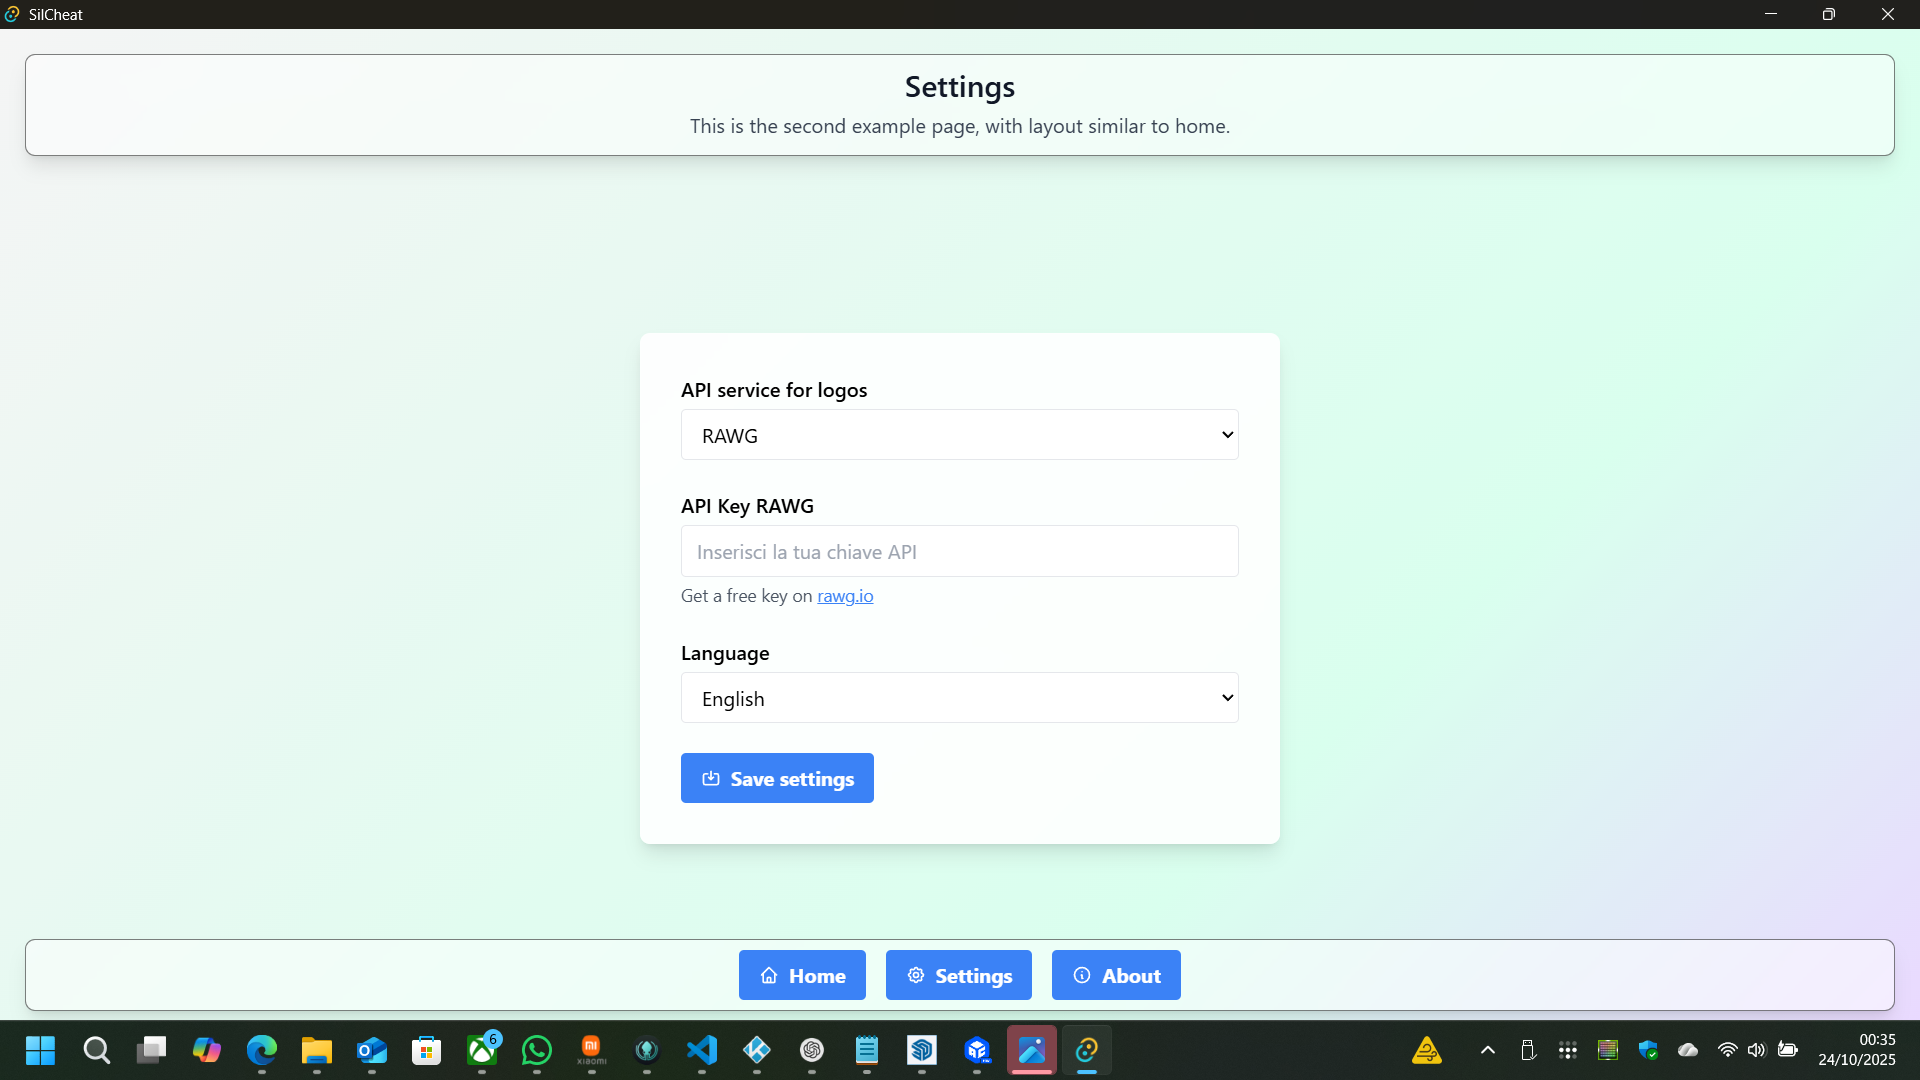 SilCheat
Settings
This is the second example page, with layout similar to home.
API service for logos
RAWG
API Key RAWG
Inserisci la tua chiave API
Get a free key on rawg.io
Language
English
Save settings
Home
Settings
About
6
xiaomi
00:35
24/10/2025